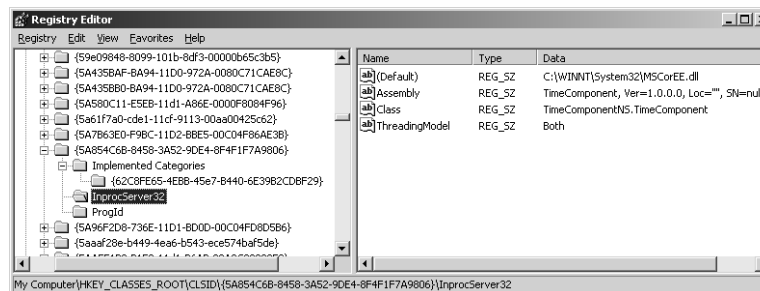 Registry Editor
Registry Edit View Favorites Help
{59e09848-8099-101b-8df3-00000b65c3b5}
{5A435BAF-BA94-11D0-972A-0080C71CAE8C}
{5A435BB0-BA94-11D0-972A-0080C71CAE8C}
{5A580C11-E5EB-11d1-A86E-0000F8084F96}
{5a61f7a0-cde1-11cf-9113-00aa00425c62}
{5A7B63E0-F9BC-11D2-BBE5-00C04F86AE3B}
{5A854C6B-8458-3A52-9DE4-8F4F1F7A9806}
Implemented Categories
{62C8FE65-4EBB-45e7-B440-6E39B2CDBF29}
InprocServer32
ProgId
{5A96F2D8-736E-11D1-BD0D-00C04FD8D5B6}
{5aaaf28e-b449-4ea6-b543-ece574baf5de}
Name Type Data
(Default) REG_SZ C:\WINNT\System32\MSCorEE.dll
Assembly REG_SZ TimeComponent, Ver=1.0.0.0, Loc="", SN=nul
Class REG_SZ TimeComponentNS.TimeComponent
ThreadingModel REG_SZ Both
My Computer\HKEY_CLASSES_ROOT\CLSID\{5A854C6B-8458-3A52-9DE4-8F4F1F7A9806}\InprocServer32